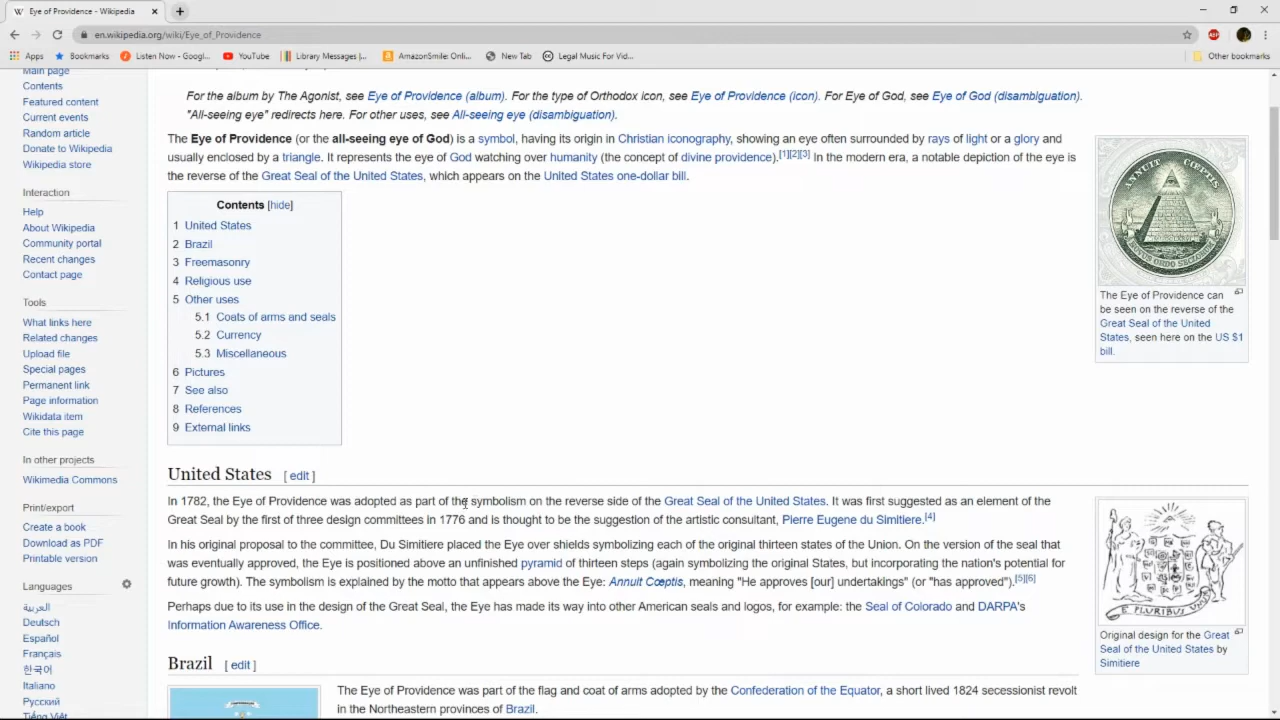 Eye of Providence - Wikipedia
en.wikipedia.org/wiki/Eye_of_Providence
Apps Bookmarks Listen Now - Googl... YouTube Library Messages |... AmazonSmile: Onli... New Tab Legal Music For Vid... Other bookmarks
Main page
Contents
Featured content
Current events
Random article
Donate to Wikipedia
Wikipedia store
Interaction
Help
About Wikipedia
Community portal
Recent changes
Contact page
Tools
What links here
Related changes
Upload file
Special pages
Permanent link
Page information
Wikidata item
Cite this page
In other projects
Wikimedia Commons
Print/export
Create a book
Download as PDF
Printable version
Languages
العربية
Deutsch
Español
Français
한국어
Italiano
Русский
Tiếng Việt
For the album by The Agonist, see Eye of Providence (album). For the type of Orthodox icon, see Eye of Providence (icon). For Eye of God, see Eye of God (disambiguation).
"All-seeing eye" redirects here. For other uses, see All-seeing eye (disambiguation).
The Eye of Providence (or the all-seeing eye of God) is a symbol, having its origin in Christian iconography, showing an eye often surrounded by rays of light or a glory and
usually enclosed by a triangle. It represents the eye of God watching over humanity (the concept of divine providence).[1][2][3] In the modern era, a notable depiction of the eye is
the reverse of the Great Seal of the United States, which appears on the United States one-dollar bill.
Contents [hide]
1 United States
2 Brazil
3 Freemasonry
4 Religious use
5 Other uses
5.1 Coats of arms and seals
5.2 Currency
5.3 Miscellaneous
6 Pictures
7 See also
8 References
9 External links
ANNUIT CŒPTIS
NOVUS ORDO SECLORUM
The Eye of Providence can
be seen on the reverse of the
Great Seal of the United
States, seen here on the US $1
bill.
United States [ edit ]
In 1782, the Eye of Providence was adopted as part of the symbolism on the reverse side of the Great Seal of the United States. It was first suggested as an element of the
Great Seal by the first of three design committees in 1776 and is thought to be the suggestion of the artistic consultant, Pierre Eugene du Simitiere.[4]
In his original proposal to the committee, Du Simitiere placed the Eye over shields symbolizing each of the original thirteen states of the Union. On the version of the seal that
was eventually approved, the Eye is positioned above an unfinished pyramid of thirteen steps (again symbolizing the original States, but incorporating the nation's potential for
future growth). The symbolism is explained by the motto that appears above the Eye: Annuit Cœptis, meaning "He approves [our] undertakings" (or "has approved").[5][6]
Perhaps due to its use in the design of the Great Seal, the Eye has made its way into other American seals and logos, for example: the Seal of Colorado and DARPA's
Information Awareness Office.
E PLURIBUS UNUM
Original design for the Great
Seal of the United States by
Simitiere
Brazil [ edit ]
The Eye of Providence was part of the flag and coat of arms adopted by the Confederation of the Equator, a short lived 1824 secessionist revolt
in the Northeastern provinces of Brazil.